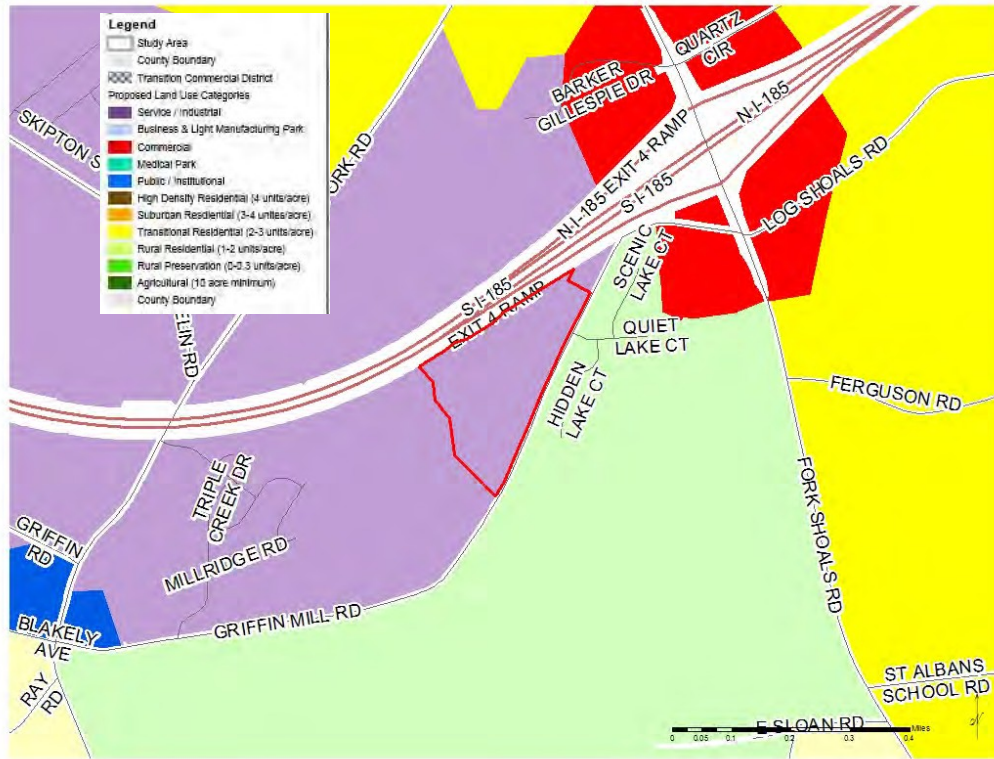 Legend
Study Area
County Boundary
Transition Commercial District
Proposed Land Use Categories
Service / Industrial
Business & Light Manufacturing Park
Commercial
Medical Park
Public / Institutional
High Density Residential (4 units/acre)
Suburban Resdiential (3-4 unites/acre)
Transitional Residential (2-3 units/acre)
Rural Residential (1-2 units/acre)
Rural Preservation (0-0.3 units/acre)
Agricultural (10 acre minimum)
County Boundary
QUARTZ
CIR
BARKER
GILLESPIE DR
SKIPTON S
ORK RD
N-I-185
EXIT 4 RAMP
N-I-185
S I-185
LOG SHOALS RD
SCENIC
LAKE CT
S I-185
EXIT 4 RAMP
QUIET
LAKE CT
ELIN RD
HIDDEN
LAKE CT
FERGUSON RD
TRIPLE
CREEK DR
FORK-SHOALS-RD
GRIFFIN
RD
MILLRIDGE RD
GRIFFIN MILL RD
BLAKELY
AVE
RAY
RD
ST ALBANS
SCHOOL RD
E SLOAN RD
Miles
0 0.05 0.1 0.2 0.3 0.4
N